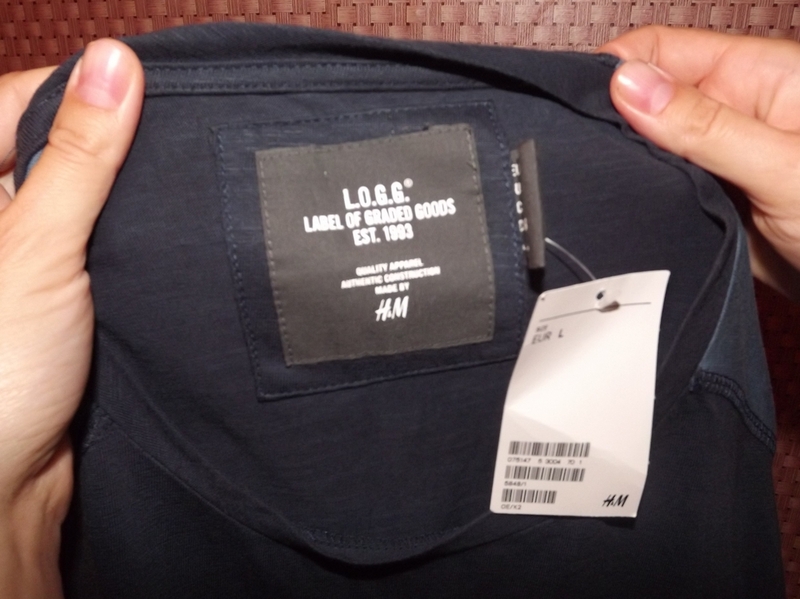 L.O.G.G.®
LABEL OF GRADED GOODS
EST. 1993
QUALITY APPAREL
AUTHENTIC CONSTRUCTION
MADE BY
H&M
EUR L
H&M